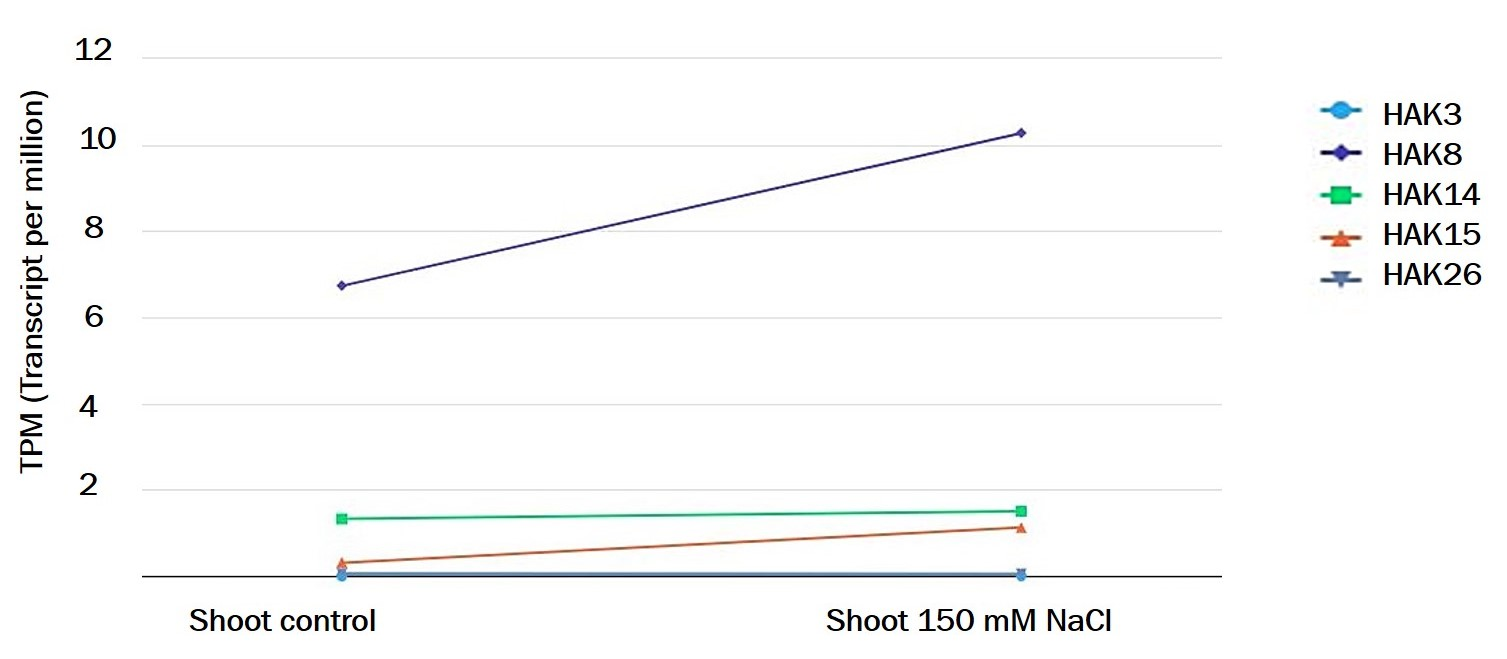 TPM (Transcript per million)
12
10
8
6
4
2
Shoot control
Shoot 150 mM NaCl
HAK3
HAK8
HAK14
HAK15
HAK26